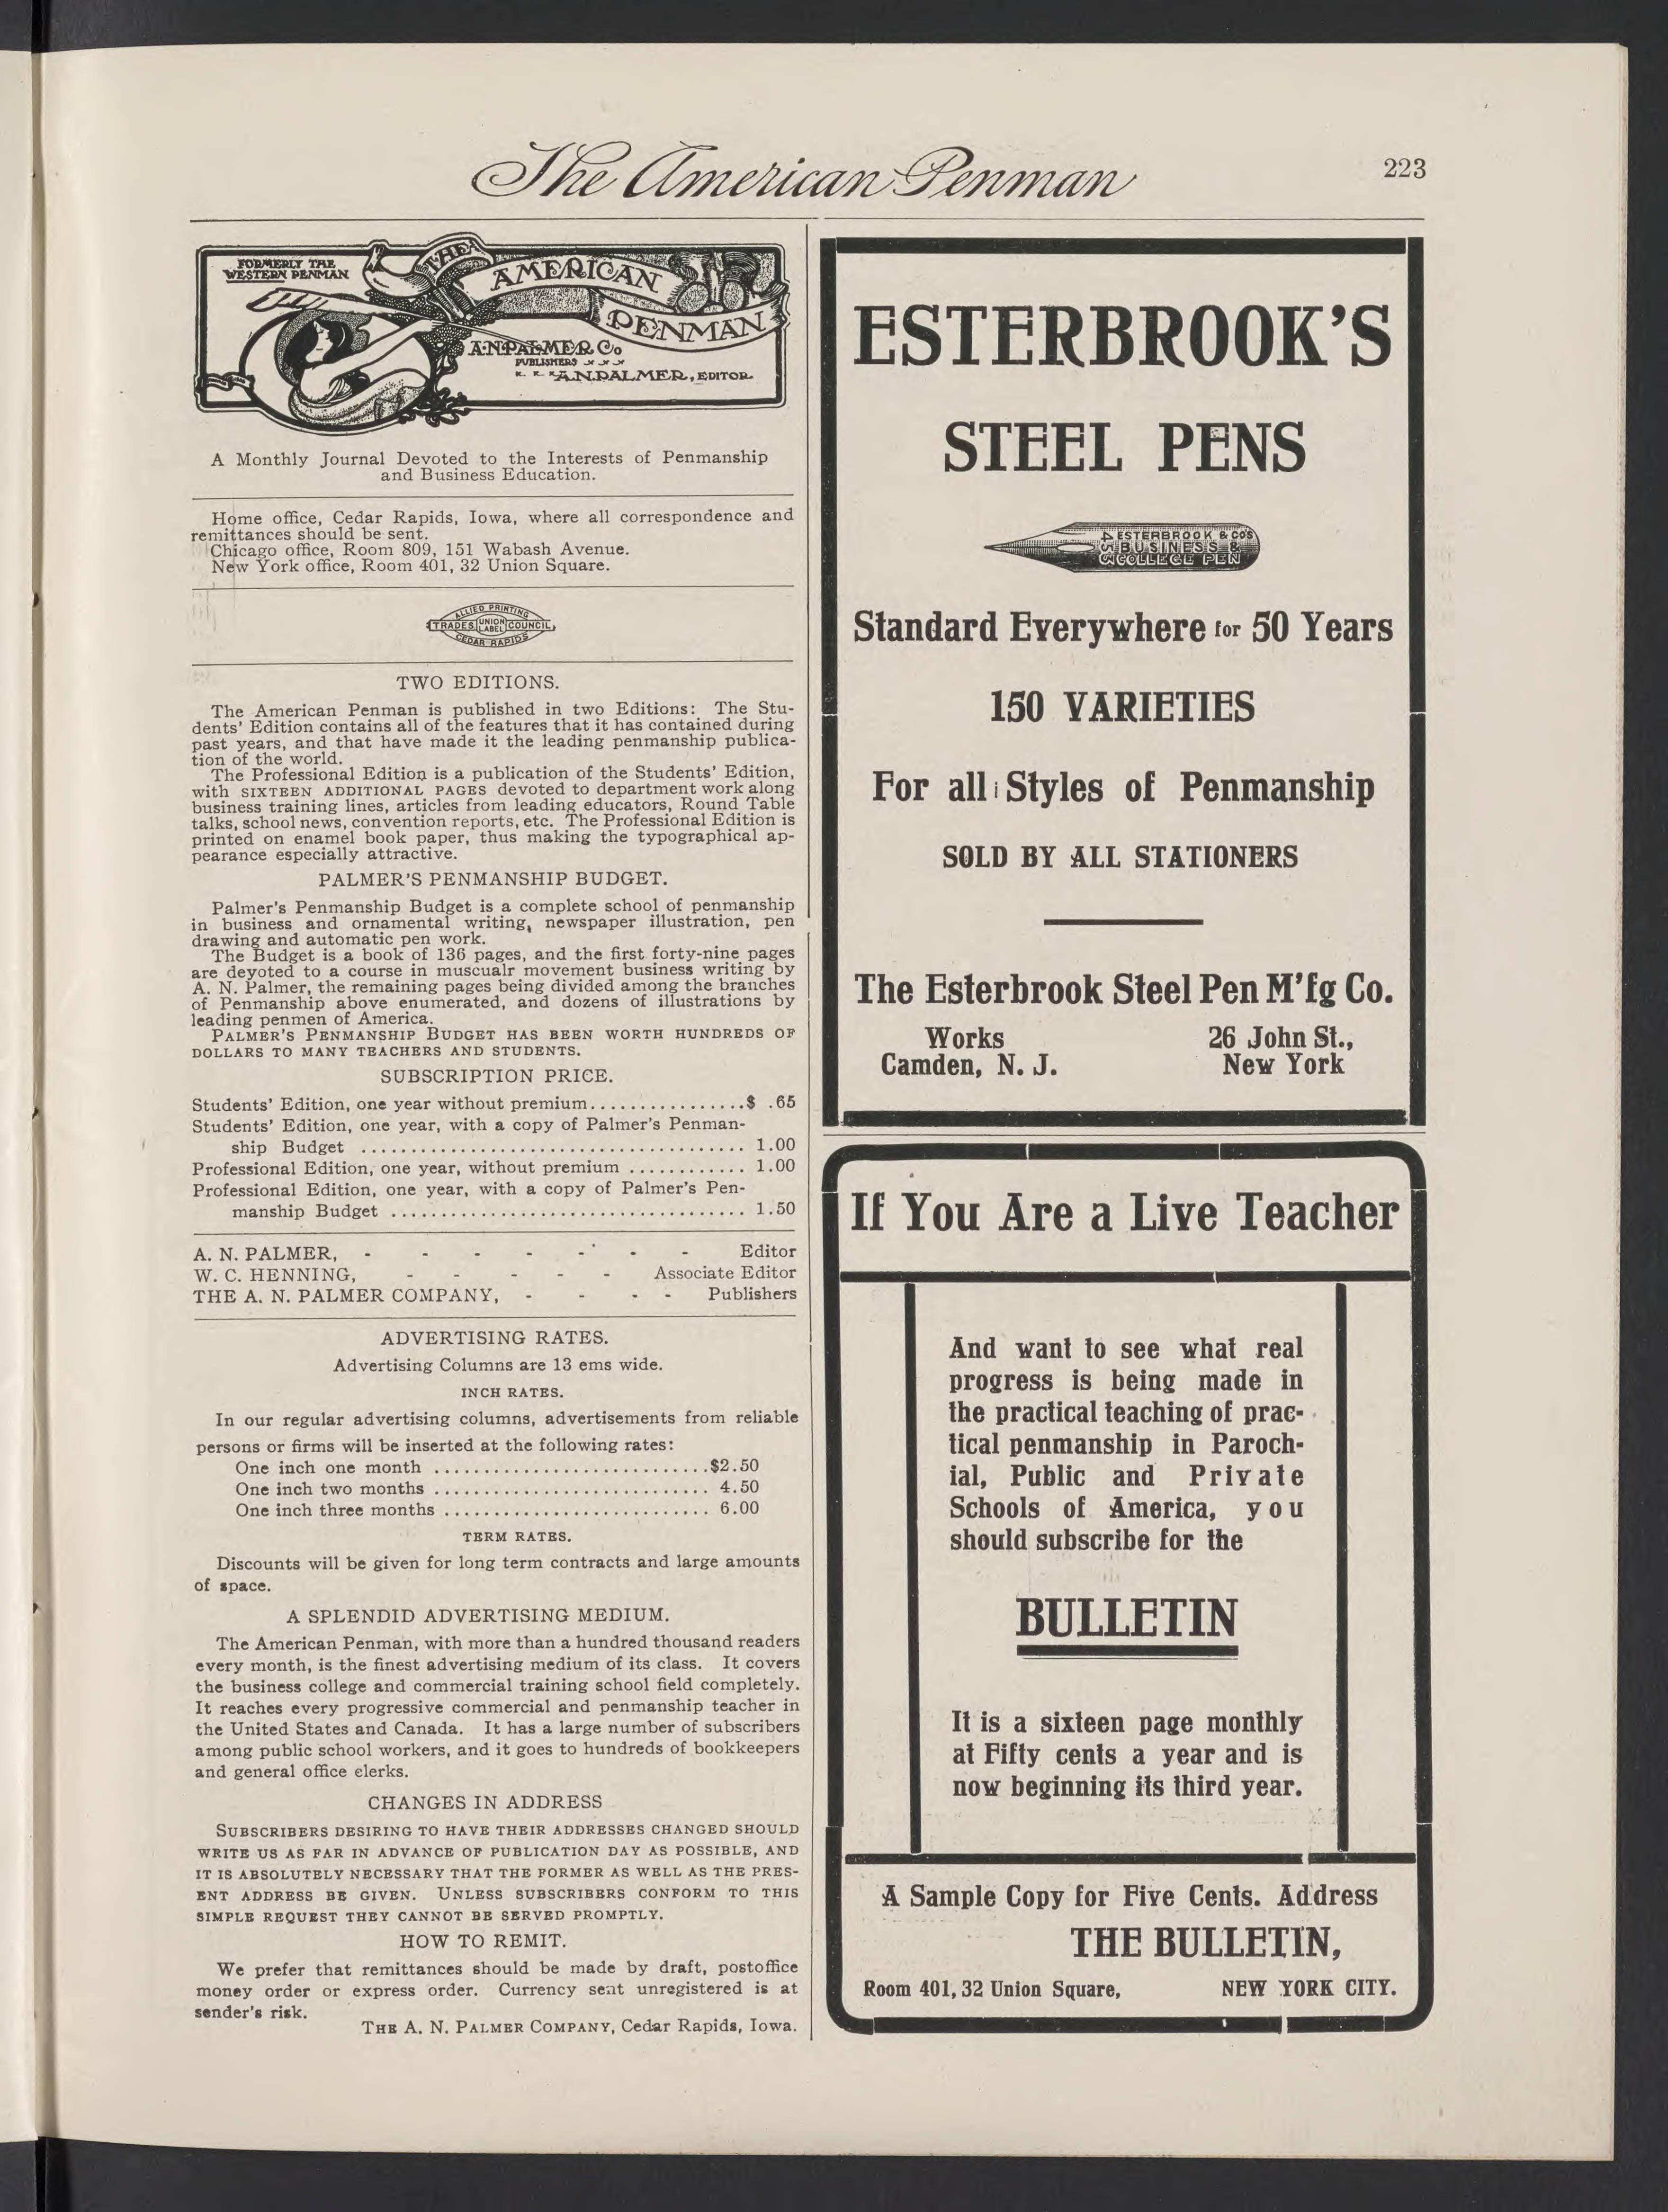 The American Penman
223
FORMERLY THE
WESTERN PENMAN
THE
AMERICAN
PENMAN
A.N. PALMER Co
PUBLISHERS
A.N. PALMER, EDITOR
A Monthly Journal Devoted to the Interests of Penmanship
and Business Education.
Home office, Cedar Rapids, Iowa, where all correspondence and
remittances should be sent.
Chicago office, Room 809, 151 Wabash Avenue.
New York office, Room 401, 32 Union Square.
ALLIED PRINTING
TRADES UNION LABEL COUNCIL
CEDAR RAPIDS
TWO EDITIONS.
The American Penman is published in two Editions: The Stu-
dents' Edition contains all of the features that it has contained during
past years, and that have made it the leading penmanship publica-
tion of the world.
The Professional Edition is a publication of the Students' Edition,
with SIXTEEN ADDITIONAL PAGES devoted to department work along
business training lines, articles from leading educators, Round Table
talks, school news, convention reports, etc. The Professional Edition is
printed on enamel book paper, thus making the typographical ap-
pearance especially attractive.
PALMER'S PENMANSHIP BUDGET.
Palmer's Penmanship Budget is a complete school of penmanship
in business and ornamental writing, newspaper illustration, pen
drawing and automatic pen work.
The Budget is a book of 136 pages, and the first forty-nine pages
are deyoted to a course in muscualr movement business writing by
A. N. Palmer, the remaining pages being divided among the branches
of Penmanship above enumerated, and dozens of illustrations by
leading penmen of America.
PALMER'S PENMANSHIP BUDGET HAS BEEN WORTH HUNDREDS OF
DOLLARS TO MANY TEACHERS AND STUDENTS.
SUBSCRIPTION PRICE.
Students' Edition, one year without premium................$ .65
Students' Edition, one year, with a copy of Palmer's Penman-
ship Budget ...................................... 1.00
Professional Edition, one year, without premium ............ 1.00
Professional Edition, one year, with a copy of Palmer's Pen-
manship Budget ................................... 1.50
A. N. PALMER, - - - - - - - Editor
W. C. HENNING, - - - - - Associate Editor
THE A. N. PALMER COMPANY, - - - - Publishers
ADVERTISING RATES.
Advertising Columns are 13 ems wide.
INCH RATES.
In our regular advertising columns, advertisements from reliable
persons or firms will be inserted at the following rates:
One inch one month ............................$2.50
One inch two months ............................ 4.50
One inch three months ........................... 6.00
TERM RATES.
Discounts will be given for long term contracts and large amounts
of space.
A SPLENDID ADVERTISING MEDIUM.
The American Penman, with more than a hundred thousand readers
every month, is the finest advertising medium of its class. It covers
the business college and commercial training school field completely.
It reaches every progressive commercial and penmanship teacher in
the United States and Canada. It has a large number of subscribers
among public school workers, and it goes to hundreds of bookkeepers
and general office clerks.
CHANGES IN ADDRESS
SUBSCRIBERS DESIRING TO HAVE THEIR ADDRESSES CHANGED SHOULD
WRITE US AS FAR IN ADVANCE OF PUBLICATION DAY AS POSSIBLE, AND
IT IS ABSOLUTELY NECESSARY THAT THE FORMER AS WELL AS THE PRES-
ENT ADDRESS BE GIVEN. UNLESS SUBSCRIBERS CONFORM TO THIS
SIMPLE REQUEST THEY CANNOT BE SERVED PROMPTLY.
HOW TO REMIT.
We prefer that remittances should be made by draft, postoffice
money order or express order. Currency sent unregistered is at
sender's risk.
THE A. N. PALMER COMPANY, Cedar Rapids, Iowa.
ESTERBROOK'S
STEEL PENS
ESTERBROOK & CO'S
BUSINESS &
COLLEGE PEN
Standard Everywhere for 50 Years
150 VARIETIES
For all Styles of Penmanship
SOLD BY ALL STATIONERS
The Esterbrook Steel Pen M'fg Co.
Works 26 John St.,
Camden, N. J. New York
If You Are a Live Teacher
And want to see what real
progress is being made in
the practical teaching of prac-
tical penmanship in Paroch-
ial, Public and Private
Schools of America, you
should subscribe for the
BULLETIN
It is a sixteen page monthly
at Fifty cents a year and is
now beginning its third year.
A Sample Copy for Five Cents. Address
THE BULLETIN,
Room 401, 32 Union Square, NEW YORK CITY.